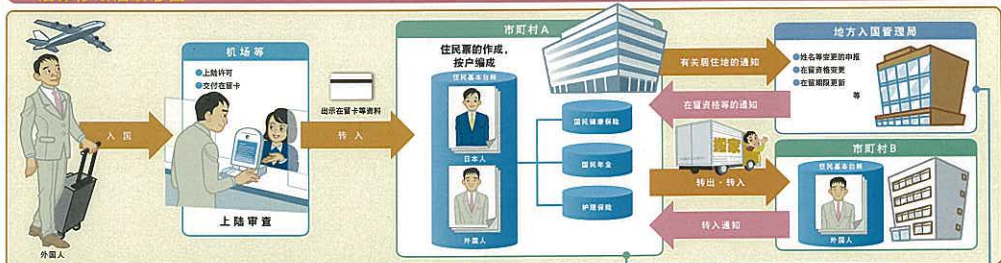 外国人
入国
机场等
●上陆许可
●交付在留卡
上陆审查
出示在留卡等资料
转入
市町村A
住民票的作成，
按户编成
住民基本台账
日本人
外国人
国民健康保险
国民年金
护理保险
有关居住地的通知
在留资格等的通知
地方入国管理局
●姓名等变更的申报
●在留资格变更
●在留期限更新
等
搬家
转出・转入
转入通知
市町村B
住民基本台账
外国人